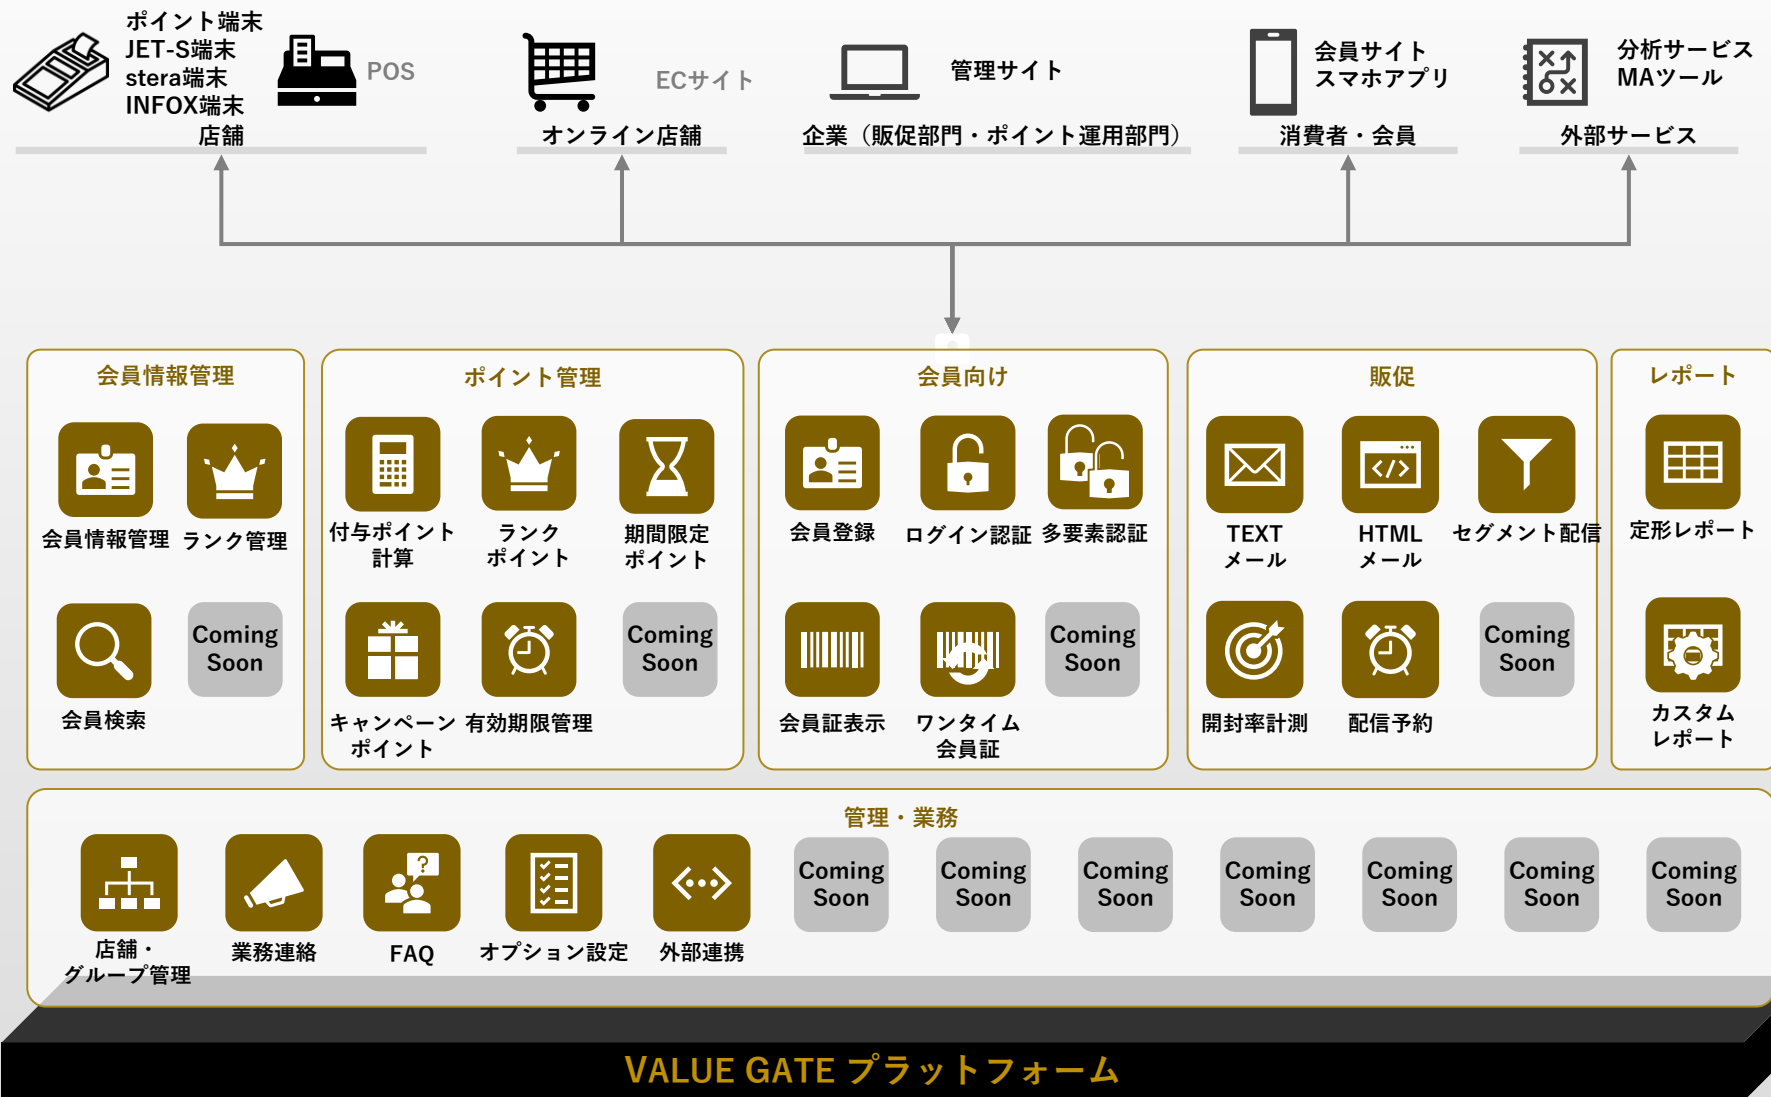 ポイント端末
JET-S端末
stera端末
INFOX端末
POS
店舗
ECサイト
オンライン店舗
管理サイト
企業（販促部門・ポイント運用部門）
会員サイト
スマホアプリ
消費者・会員
分析サービス
MAツール
外部サービス
会員情報管理
会員情報管理
ランク管理
会員検索
Coming
Soon
ポイント管理
付与ポイント
計算
ランク
ポイント
期間限定
ポイント
キャンペーン
ポイント
有効期限管理
Coming
Soon
会員向け
会員登録
ログイン認証
多要素認証
会員証表示
ワンタイム
会員証
Coming
Soon
販促
TEXT
メール
HTML
メール
セグメント配信
開封率計測
配信予約
Coming
Soon
レポート
定形レポート
カスタム
レポート
管理・業務
店舗・
グループ管理
業務連絡
?
FAQ
オプション設定
外部連携
Coming
Soon
Coming
Soon
Coming
Soon
Coming
Soon
Coming
Soon
Coming
Soon
Coming
Soon
VALUE GATE プラットフォーム